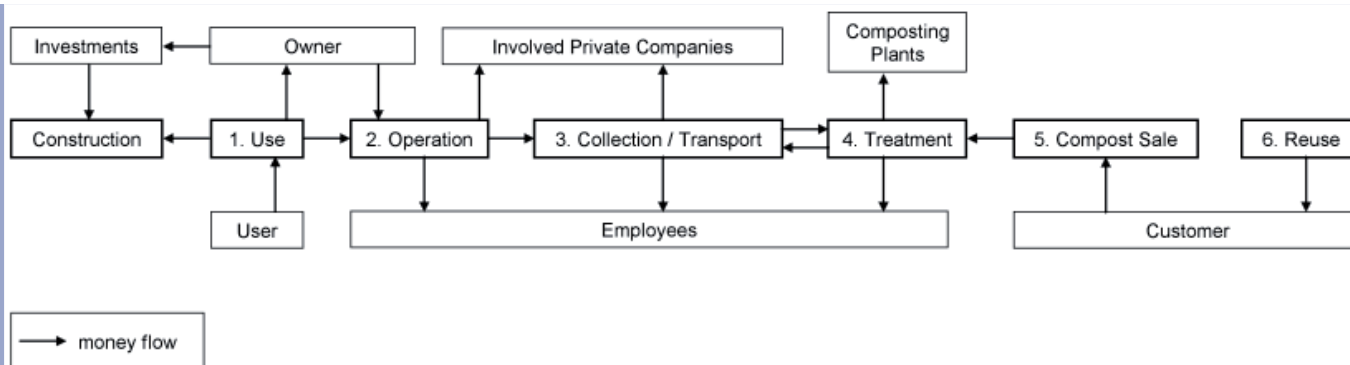 Investments
Owner
Involved Private Companies
Composting
Plants
Construction
1. Use
2. Operation
3. Collection / Transport
4. Treatment
5. Compost Sale
6. Reuse
User
Employees
Customer
money flow